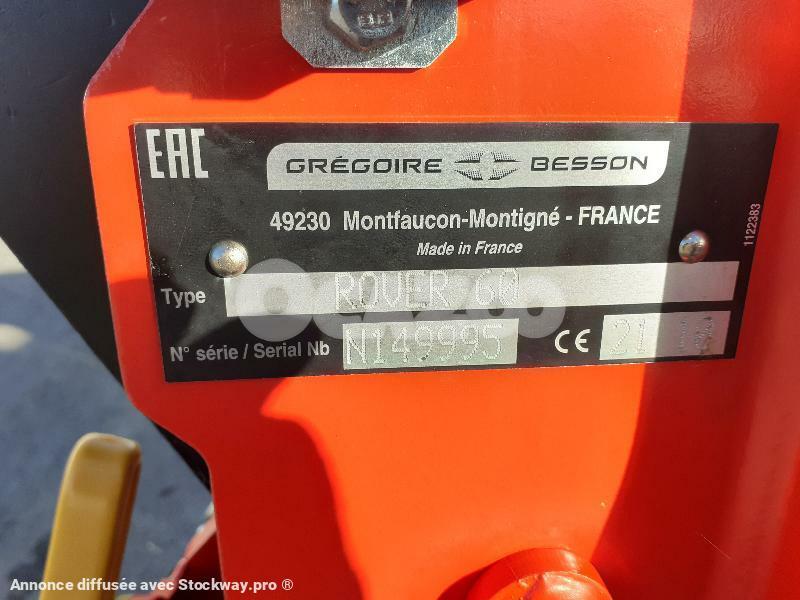 EAC
GRÉGOIRE BESSON
49230 Montfaucon-Montigné - FRANCE
Made in France
1122383
Type ROVER 60
N° série / Serial Nb N149995 CE 21
Annonce diffusée avec Stockway.pro ®